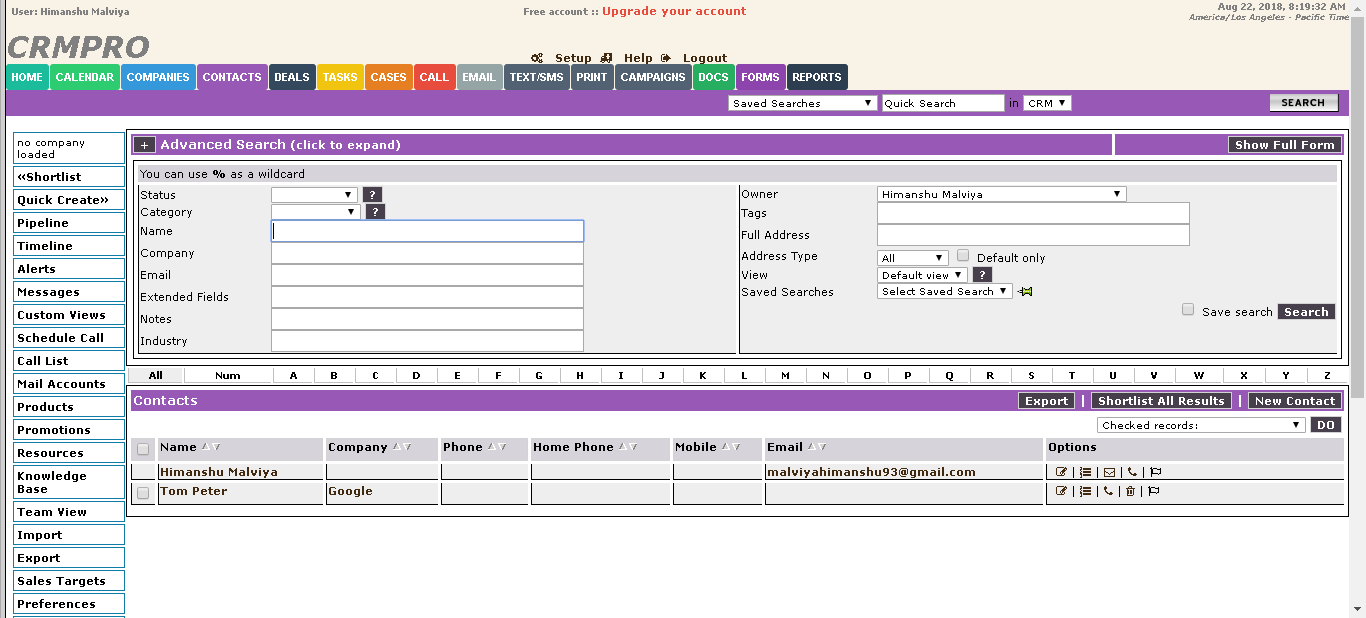 User: Himanshu Malviya
Free account :: Upgrade your account
Aug 22, 2018, 8:19:32 AM
America/Los Angeles - Pacific Time
CRMPRO
Setup Help Logout
HOME CALENDAR COMPANIES CONTACTS DEALS TASKS CASES CALL EMAIL TEXT/SMS PRINT CAMPAIGNS DOCS FORMS REPORTS
Saved Searches Quick Search in CRM SEARCH
no company
loaded
«Shortlist
Quick Create»
Pipeline
Timeline
Alerts
Messages
Custom Views
Schedule Call
Call List
Mail Accounts
Products
Promotions
Resources
Knowledge
Base
Team View
Import
Export
Sales Targets
Preferences
+ Advanced Search (click to expand) Show Full Form
You can use % as a wildcard
Status ?
Category ?
Name
Company
Email
Extended Fields
Notes
Industry
Owner Himanshu Malviya
Tags
Full Address
Address Type All Default only
View Default view ?
Saved Searches Select Saved Search
Save search Search
All Num A B C D E F G H I J K L M N O P Q R S T U V W X Y Z
Contacts Export | Shortlist All Results | New Contact
Checked records: DO
Name Company Phone Home Phone Mobile Email Options
Himanshu Malviya malviyahimanshu93@gmail.com | | | |
Tom Peter Google | | | |